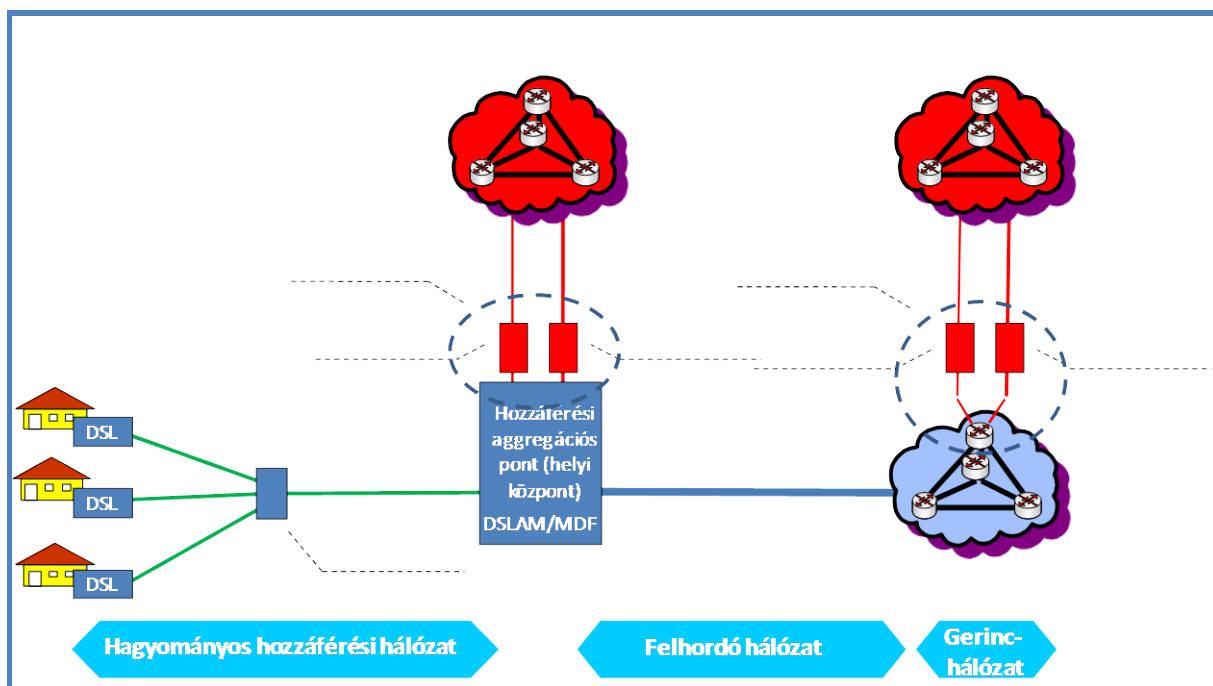 DSL
DSL
DSL
Hozzáférési
aggregációs
pont (helyi
központ)
DSLAM/MDF
Hagyományos hozzáférési hálózat
Felhordó hálózat
Gerinc-
hálózat